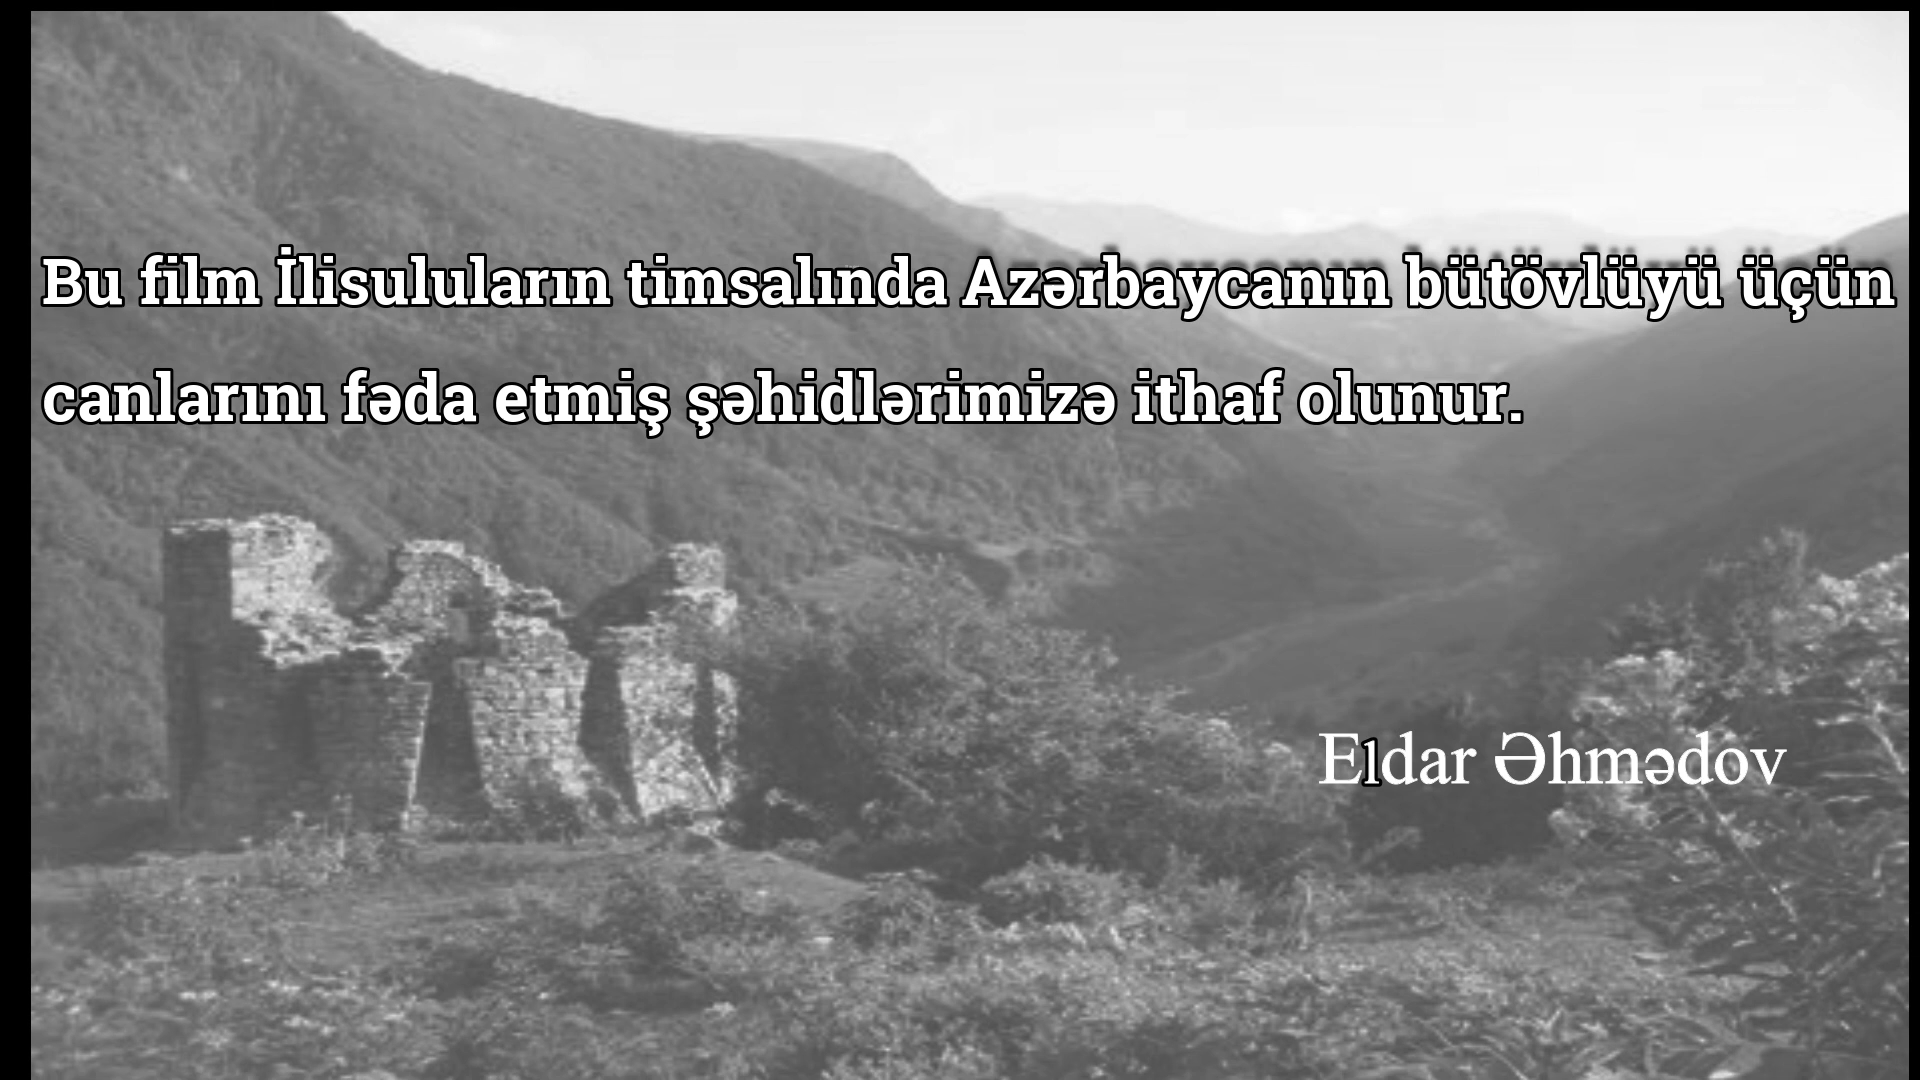 Bu film İlisuluların timsalında Azərbaycanın bütövlüyü üçün
canlarını fəda etmiş şəhidlərimizə ithaf olunur.
Eldar Əhmədov